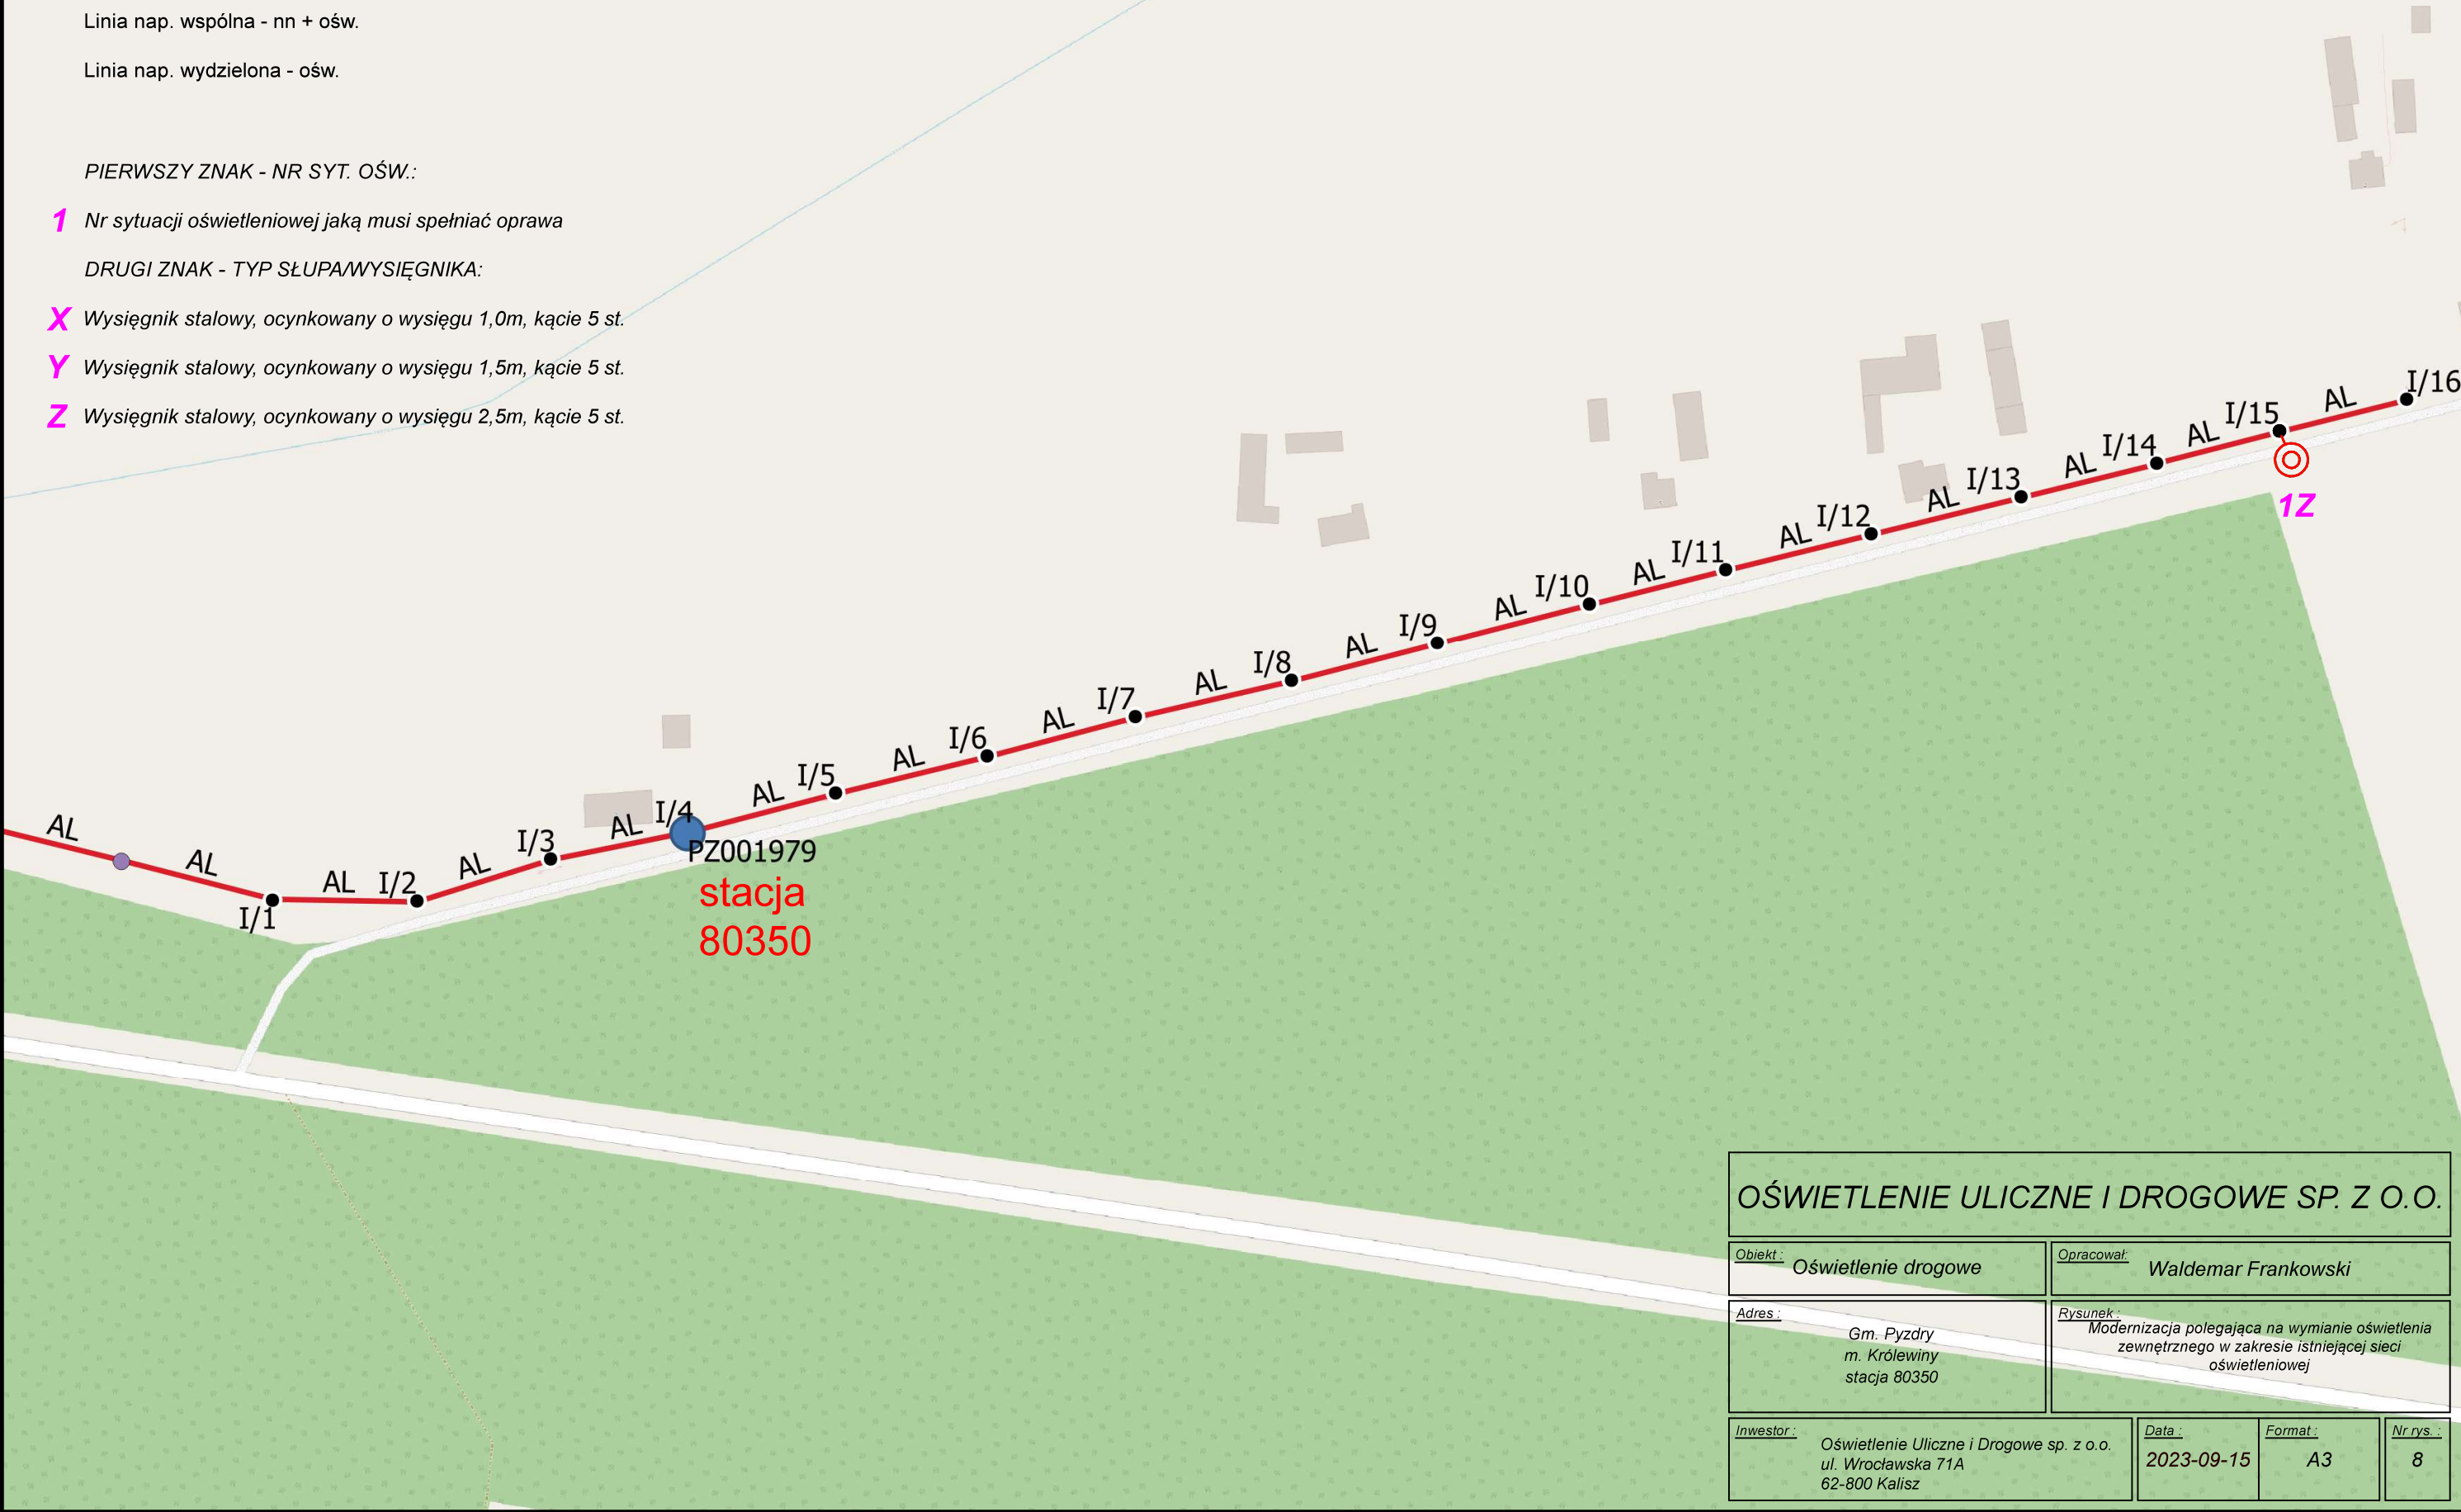 Linia nap. wspólna - nn + ośw.
Linia nap. wydzielona - ośw.
PIERWSZY ZNAK - NR SYT. OŚW.:
1 Nr sytuacji oświetleniowej jaką musi spełniać oprawa
DRUGI ZNAK - TYP SŁUPA/WYSIĘGNIKA:
X Wysięgnik stalowy, ocynkowany o wysięgu 1,0m, kącie 5 st.
Y Wysięgnik stalowy, ocynkowany o wysięgu 1,5m, kącie 5 st.
Z Wysięgnik stalowy, ocynkowany o wysięgu 2,5m, kącie 5 st.
AL
AL
I/1
AL
I/2
AL
I/3
AL
I/4
PZ001979
stacja
80350
AL
I/5
AL
I/6
AL
I/7
AL
I/8
AL
I/9
AL
I/10
AL
I/11
AL
I/12
AL
I/13
AL
I/14
AL
I/15
1Z
AL
I/16
OŚWIETLENIE ULICZNE I DROGOWE SP. Z O.O.
Obiekt : Oświetlenie drogowe
Opracował: Waldemar Frankowski
Adres :
Gm. Pyzdry
m. Królewiny
stacja 80350
Rysunek :
Modernizacja polegająca na wymianie oświetlenia
zewnętrznego w zakresie istniejącej sieci
oświetleniowej
Inwestor :
Oświetlenie Uliczne i Drogowe sp. z o.o.
ul. Wrocławska 71A
62-800 Kalisz
Data :
2023-09-15
Format :
A3
Nr rys. :
8